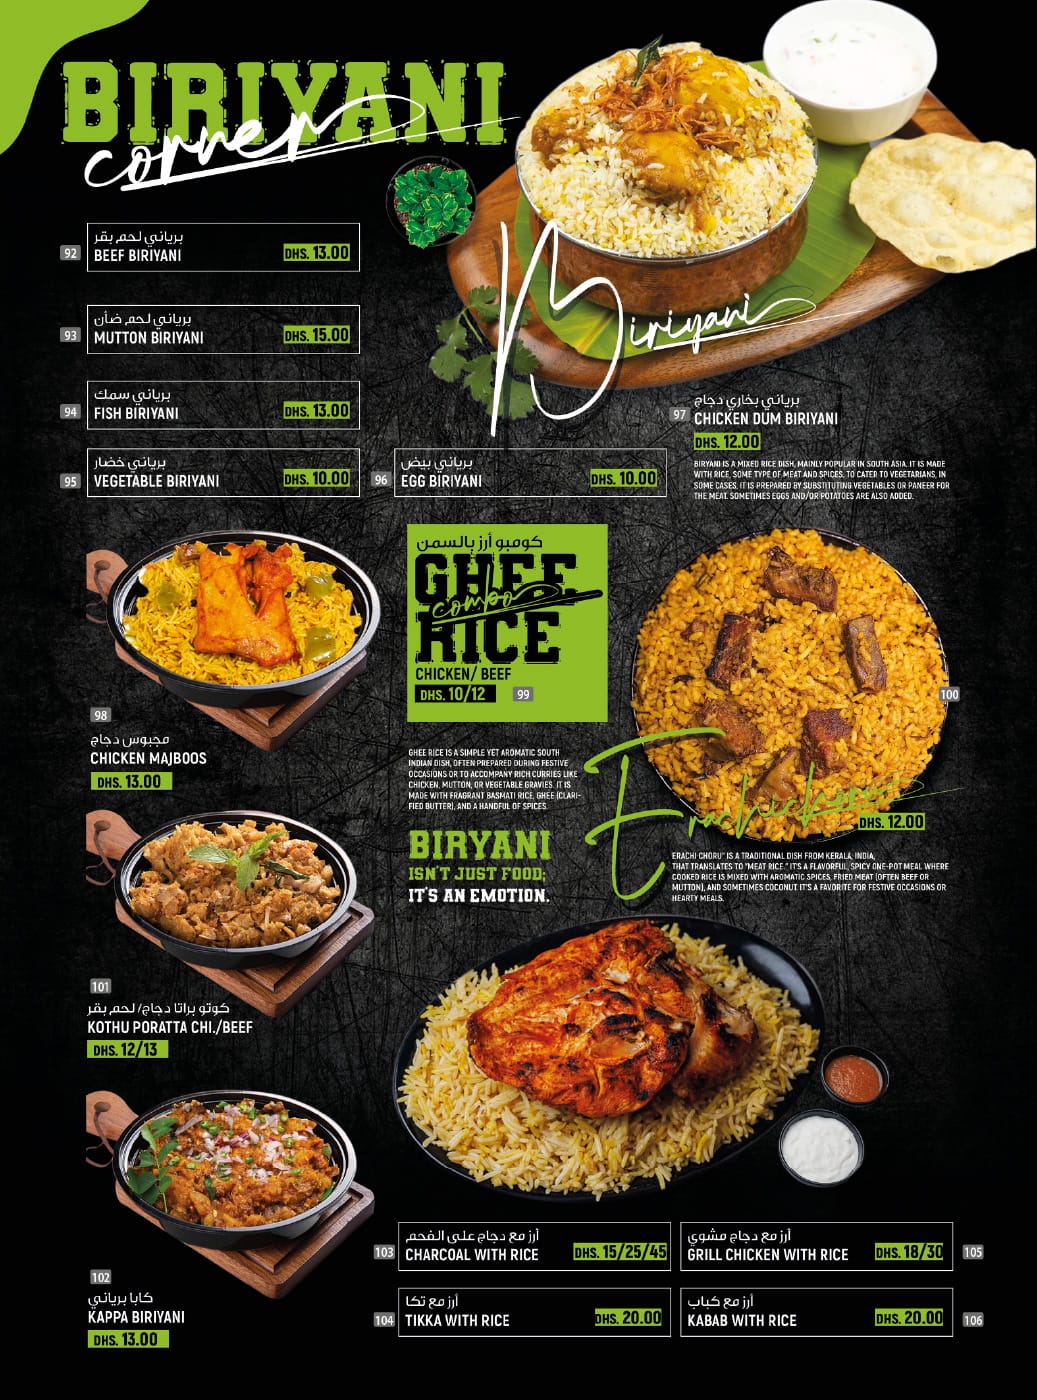 BIRIYANI
corner
92
برياني لحم بقر
BEEF BIRIYANI
DHS. 13.00
93
برياني لحم ضأن
MUTTON BIRIYANI
DHS. 15.00
94
برياني سمك
FISH BIRIYANI
DHS. 13.00
95
برياني خضار
VEGETABLE BIRIYANI
DHS. 10.00
96
برياني بيض
EGG BIRIYANI
DHS. 10.00
Biriyani
97
برياني بخاري دجاج
CHICKEN DUM BIRIYANI
DHS. 12.00
BIRYANI IS A MIXED RICE DISH, MAINLY POPULAR IN SOUTH ASIA. IT IS MADE
WITH RICE, SOME TYPE OF MEAT AND SPICES. TO CATER TO VEGETARIANS, IN
SOME CASES, IT IS PREPARED BY SUBSTITUTING VEGETABLES OR PANEER FOR
THE MEAT. SOMETIMES EGGS AND/OR POTATOES ARE ALSO ADDED.
98
مجبوس دجاج
CHICKEN MAJBOOS
DHS. 13.00
كومبو أرز بالسمن
GHEE
combo
RICE
CHICKEN/ BEEF
DHS. 10/12
99
GHEE RICE IS A SIMPLE YET AROMATIC SOUTH
INDIAN DISH, OFTEN PREPARED DURING FESTIVE
OCCASIONS OR TO ACCOMPANY RICH CURRIES LIKE
CHICKEN, MUTTON, OR VEGETABLE GRAVIES. IT IS
MADE WITH FRAGRANT BASMATI RICE, GHEE (CLARI-
FIED BUTTER), AND A HANDFUL OF SPICES.
BIRYANI
ISN'T JUST FOOD;
IT'S AN EMOTION.
100
DHS. 12.00
ERACHI CHORU" IS A TRADITIONAL DISH FROM KERALA, INDIA,
THAT TRANSLATES TO "MEAT RICE." IT'S A FLAVORFUL, SPICY ONE-POT MEAL WHERE
COOKED RICE IS MIXED WITH AROMATIC SPICES, FRIED MEAT (OFTEN BEEF OR
MUTTON), AND SOMETIMES COCONUT. IT'S A FAVORITE FOR FESTIVE OCCASIONS OR
HEARTY MEALS.
101
كوتو براتا دجاج/ لحم بقر
KOTHU PORATTA CHI./BEEF
DHS. 12/13
102
كابا برياني
KAPPA BIRIYANI
DHS. 13.00
103
أرز مع دجاج على الفحم
CHARCOAL WITH RICE
DHS. 15/25/45
أرز مع دجاج مشوي
GRILL CHICKEN WITH RICE
DHS. 18/30
105
104
أرز مع تكا
TIKKA WITH RICE
DHS. 20.00
أرز مع كباب
KABAB WITH RICE
DHS. 20.00
106